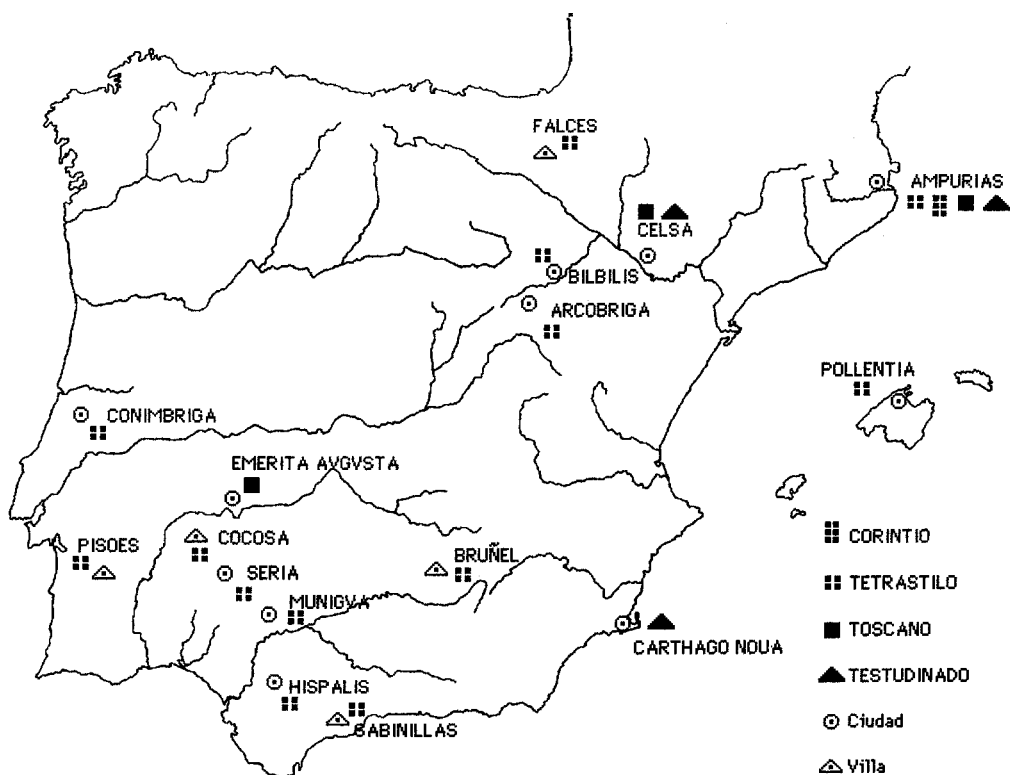 FALCES
AMPURIAS
CELSA
BILBILIS
ARCOBRIGA
POLLENTIA
CONIMBRIGA
EMERITA AVGVSTA
CORINTIO
COCOSA
PISOES
BRUÑEL
SERIA
TETRASTILO
MUNIGVA
TOSCANO
CARTHAGO NOUA
TESTUDINADO
HISPALIS
SABINILLAS
Ciudad
Villa